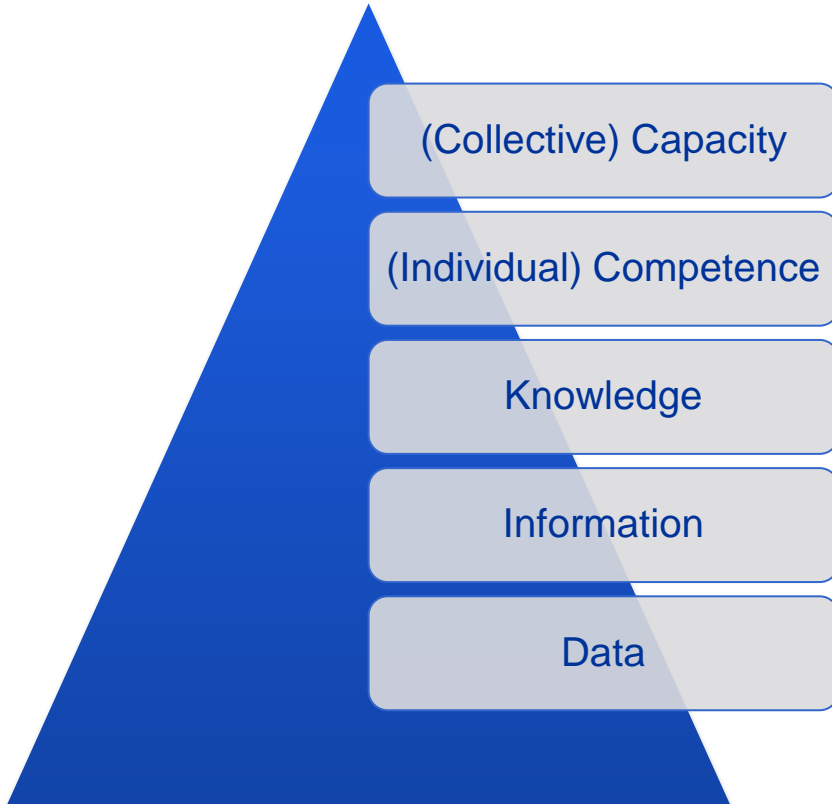 (Collective) Capacity
(Individual) Competence
Knowledge
Information
Data